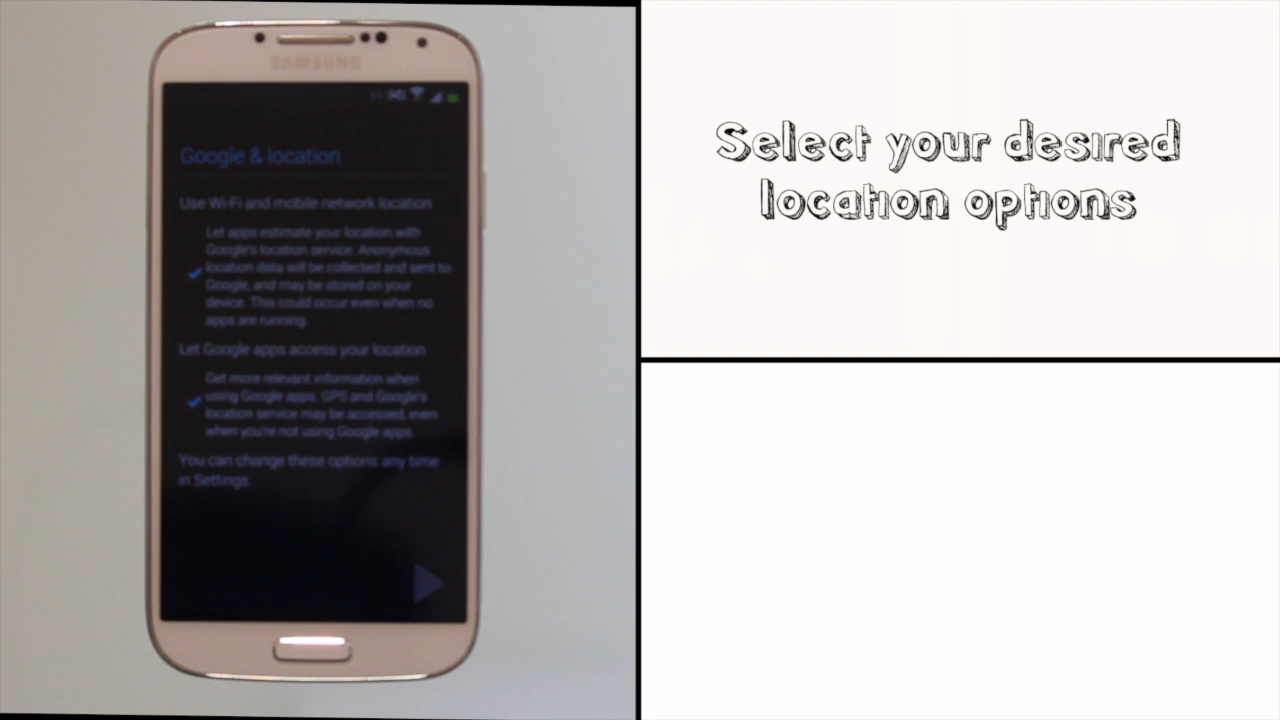 SAMSUNG
Google & location
Use Wi-Fi and mobile network location
Let apps estimate your location with
Google's location service. Anonymous
location data will be collected and sent to
Google, and may be stored on your
device. This could occur even when no
apps are running.
Let Google apps access your location
Get more relevant information when
using Google apps. GPS and Google's
location service may be accessed, even
when you're not using Google apps.
You can change these options any time
in Settings.
Select your desired
location options